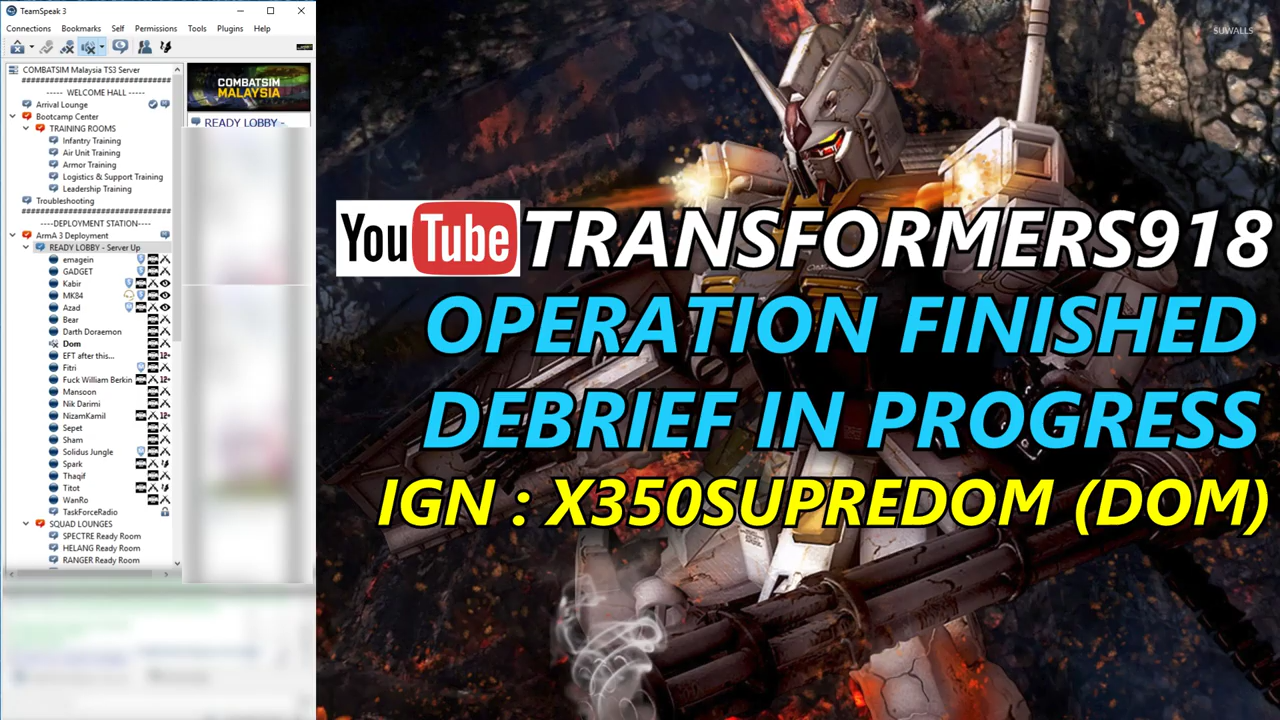 TeamSpeak 3
Connections Bookmarks Self Permissions Tools Plugins Help
COMBATSIM Malaysia TS3 Server
----- WELCOME HALL -----
Arrival Lounge
Bootcamp Center
TRAINING ROOMS
Infantry Training
Air Unit Training
Armor Training
Logistics & Support Training
Leadership Training
Troubleshooting
----DEPLOYMENT STATION----
ArmA 3 Deployment
READY LOBBY - Server Up
emagein
GADGET
Kabir
MK84
Azad
Bear
Darth Doraemon
Dom
EFT after this... 12+
Fitri
Fuck William Berkin 12+
Mansoon
Nik Darimi
NizamKamil 12+
Sepet
Sham
Solidus Jungle
Spark
Thaqif
Titot
WanRo
TaskForceRadio
SQUAD LOUNGES
SPECTRE Ready Room
HELANG Ready Room
RANGER Ready Room
COMBATSIM
MALAYSIA
READY LOBBY -
SUWALLS
YouTube TRANSFORMERS918
OPERATION FINISHED
DEBRIEF IN PROGRESS
IGN : X350SUPREDOM (DOM)